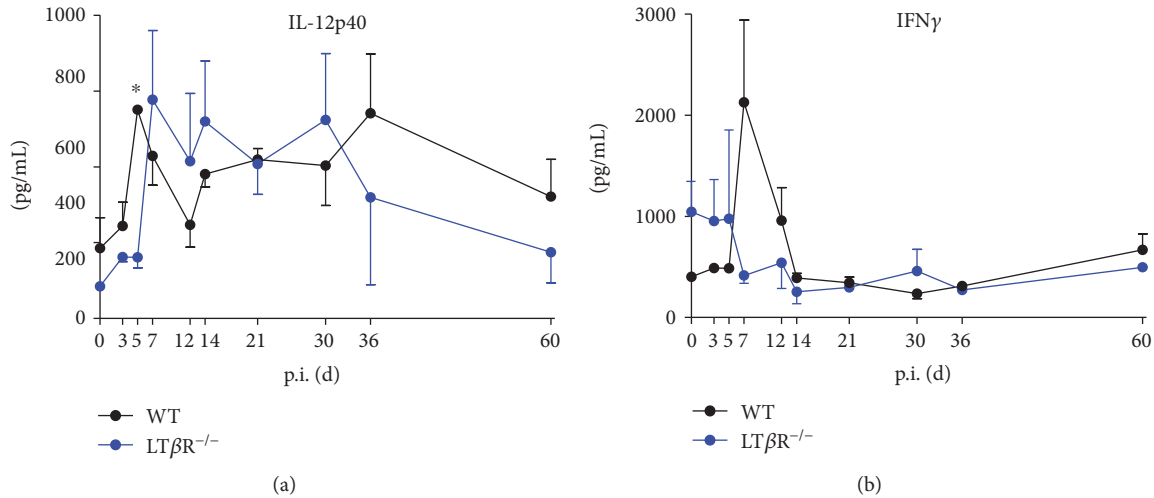 IL-12p40
1000
800
600
400
200
0
(pg/mL)
*
0 3 5 7 12 14 21 30 36 60
p.i. (d)
WT
LTβR−/−
(a)
IFNγ
3000
2000
1000
0
(pg/mL)
0 3 5 7 12 14 21 30 36 60
p.i. (d)
WT
LTβR−/−
(b)